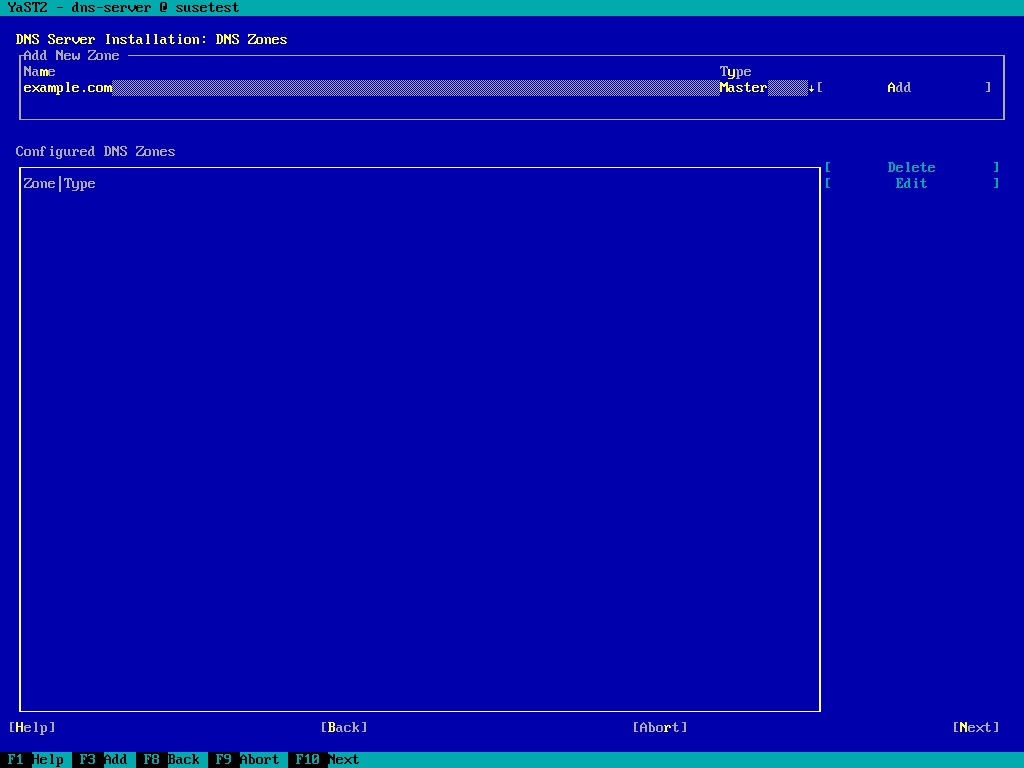 YaST2 - dns-server @ susetest
DNS Server Installation: DNS Zones
Add New Zone
Name Type
example.com Master ↓[ Add ]
Configured DNS Zones
[ Delete ]
Zone|Type [ Edit ]
[Help] [Back] [Abort] [Next]
F1 Help F3 Add F8 Back F9 Abort F10 Next